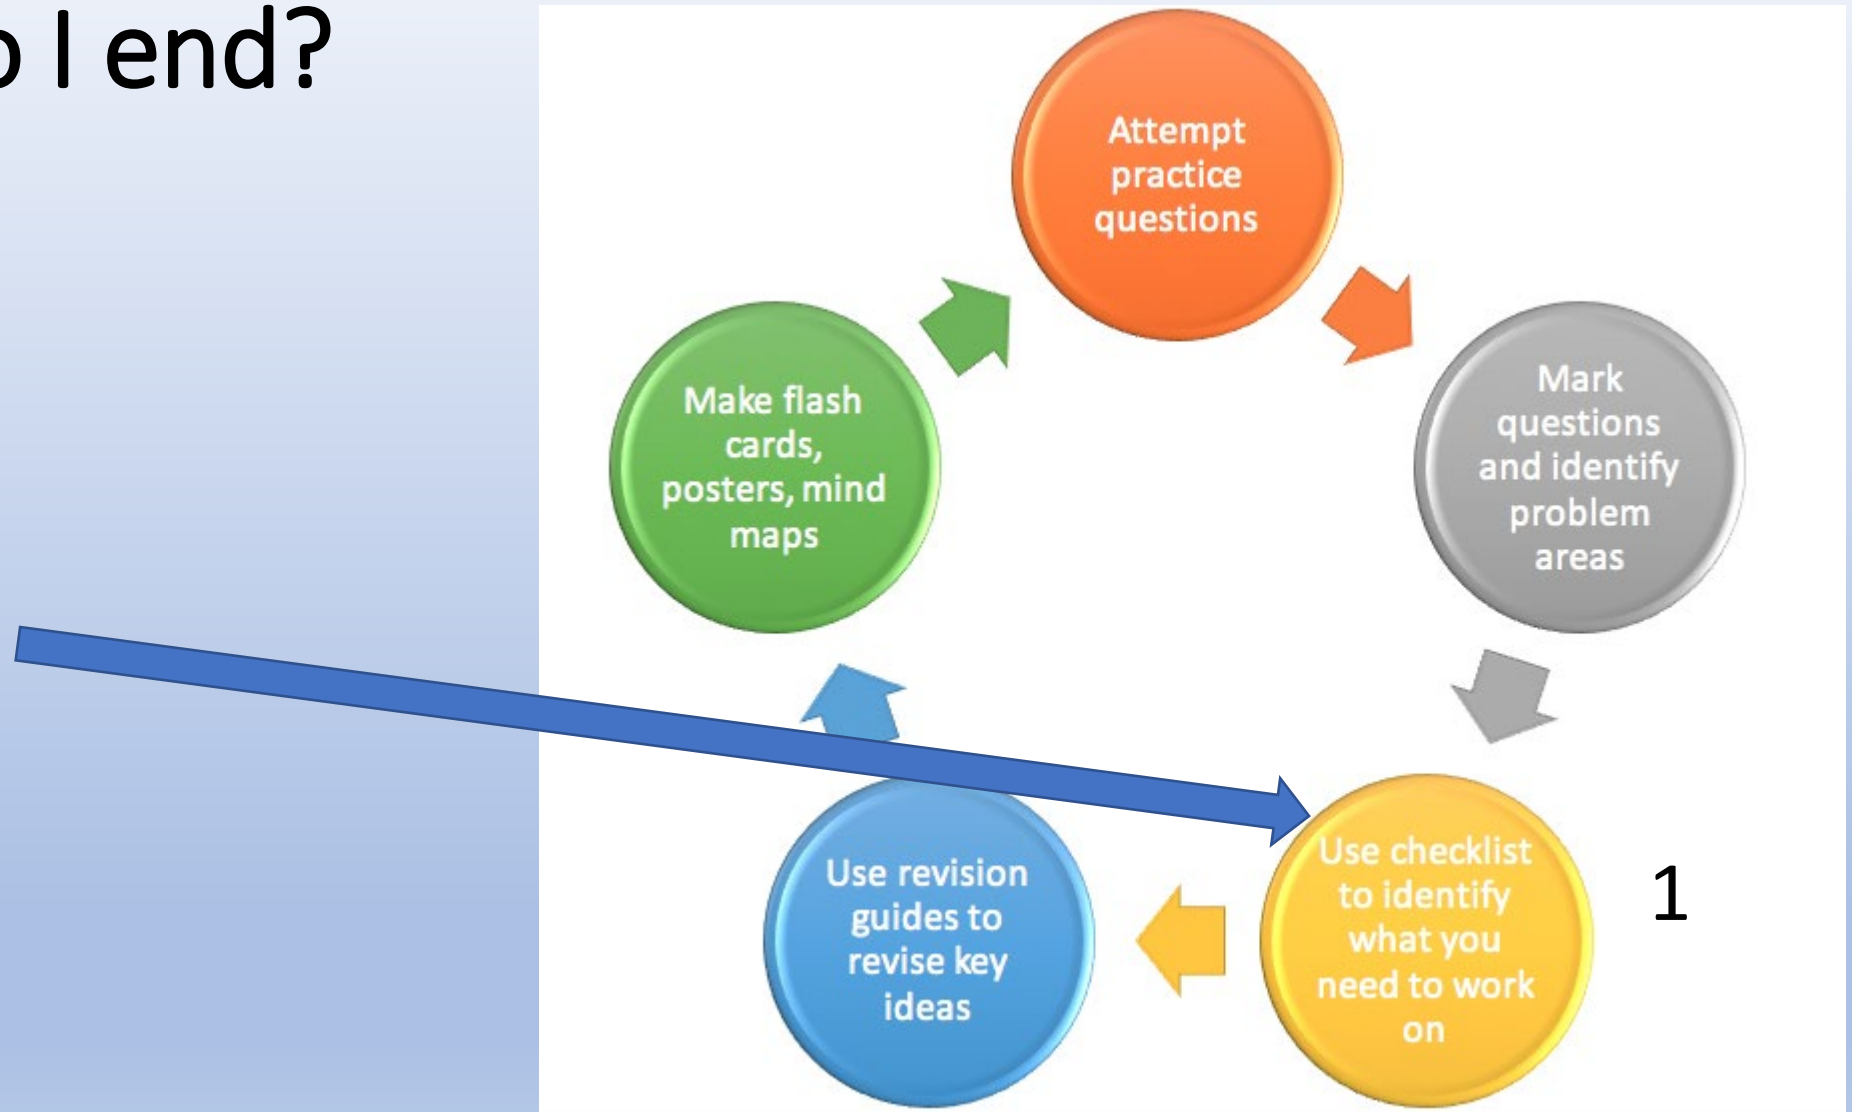 o I end?
Attempt
practice
questions
Mark
questions
and identify
problem
areas
Use checklist
to identify
what you
need to work
on
1
Use revision
guides to
revise key
ideas
Make flash
cards,
posters, mind
maps